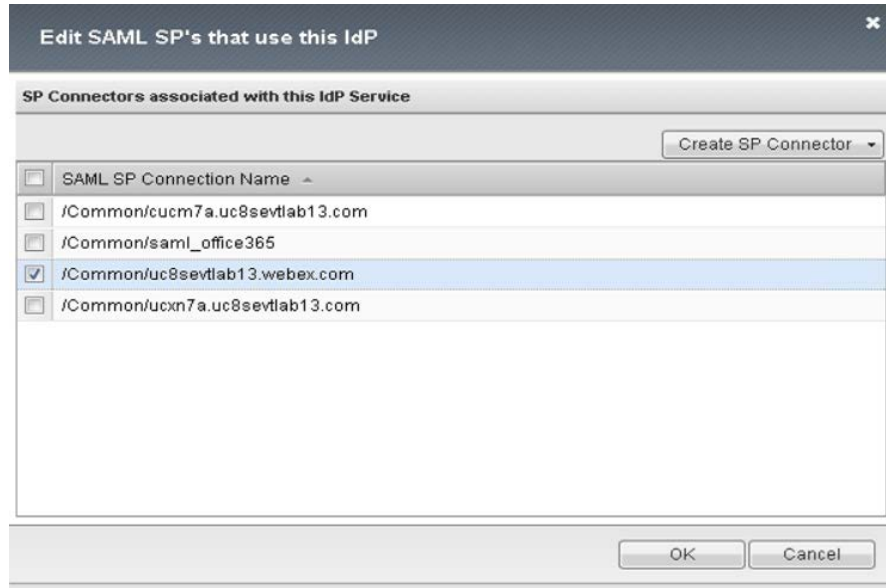 Edit SAML SP's that use this IdP
SP Connectors associated with this IdP Service
Create SP Connector
SAML SP Connection Name
/Common/cucm7a.uc8sevtlab13.com
/Common/saml_office365
/Common/uc8sevtlab13.webex.com
/Common/ucxn7a.uc8sevtlab13.com
OK Cancel